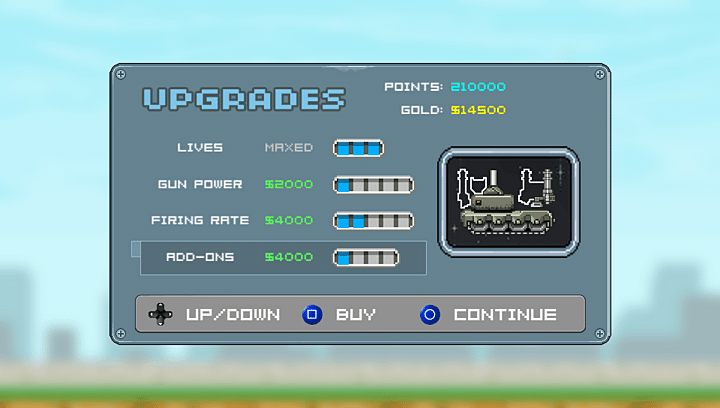 UPGRADES
POINTS: 210000
GOLD: $14500
LIVES MAXED
GUN POWER $2000
FIRING RATE $4000
ADD-ONS $4000
UP/DOWN BUY CONTINUE